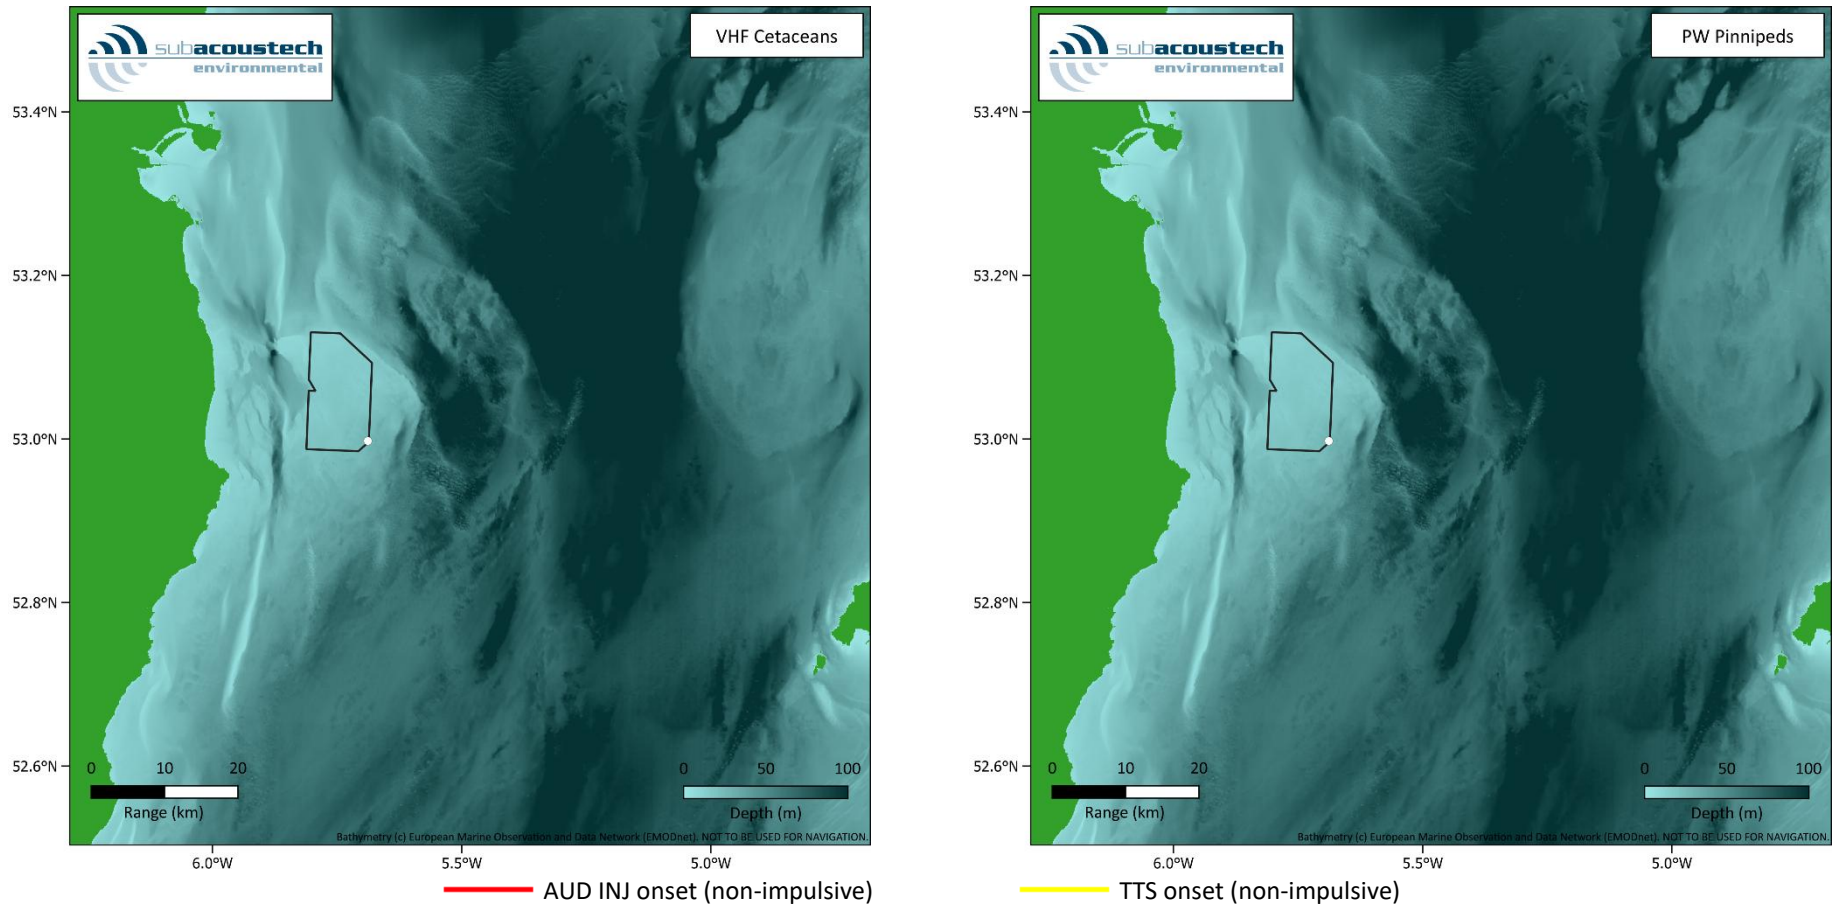 subacoustech
environmental
VHF Cetaceans
53.4°N
53.2°N
53.0°N
52.8°N
52.6°N
0 10 20
Range (km)
0 50 100
Depth (m)
Bathymetry (c) European Marine Observation and Data Network (EMODnet). NOT TO BE USED FOR NAVIGATION.
6.0°W 5.5°W 5.0°W
subacoustech
environmental
PW Pinnipeds
53.4°N
53.2°N
53.0°N
52.8°N
52.6°N
0 10 20
Range (km)
0 50 100
Depth (m)
Bathymetry (c) European Marine Observation and Data Network (EMODnet). NOT TO BE USED FOR NAVIGATION.
6.0°W 5.5°W 5.0°W
AUD INJ onset (non-impulsive)
TTS onset (non-impulsive)